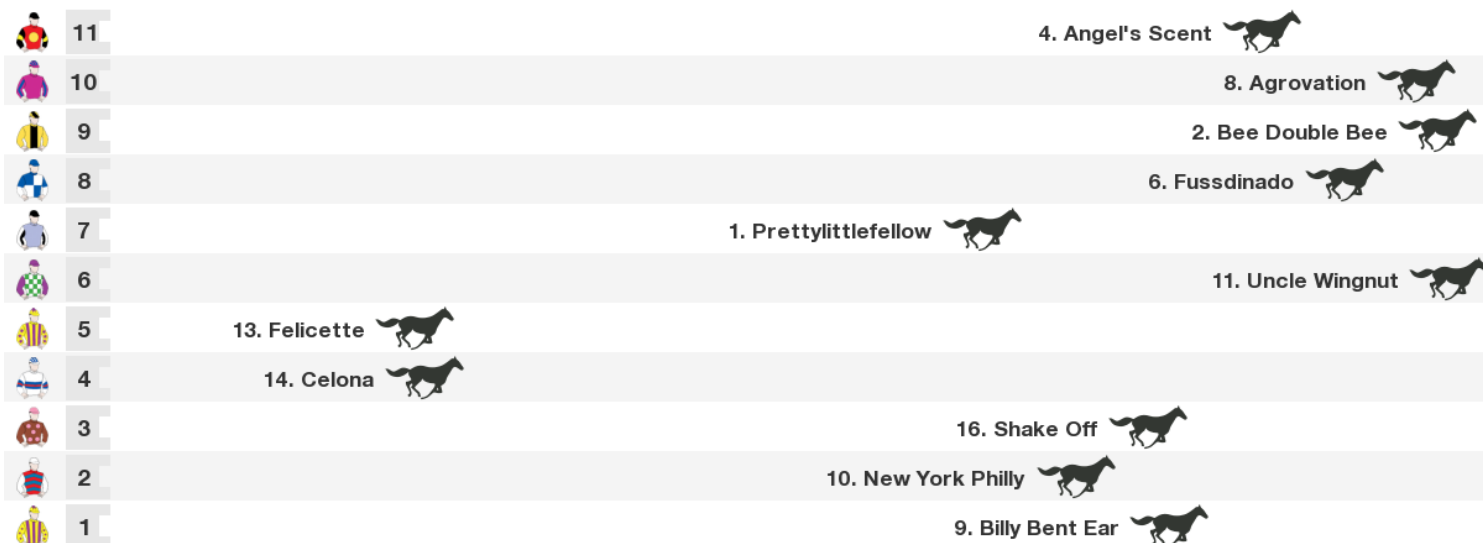 11 4. Angel's Scent
10 8. Agrovation
9 2. Bee Double Bee
8 6. Fussdinado
7 1. Prettylittlefellow
6 11. Uncle Wingnut
5 13. Felicette
4 14. Celona
3 16. Shake Off
2 10. New York Philly
1 9. Billy Bent Ear